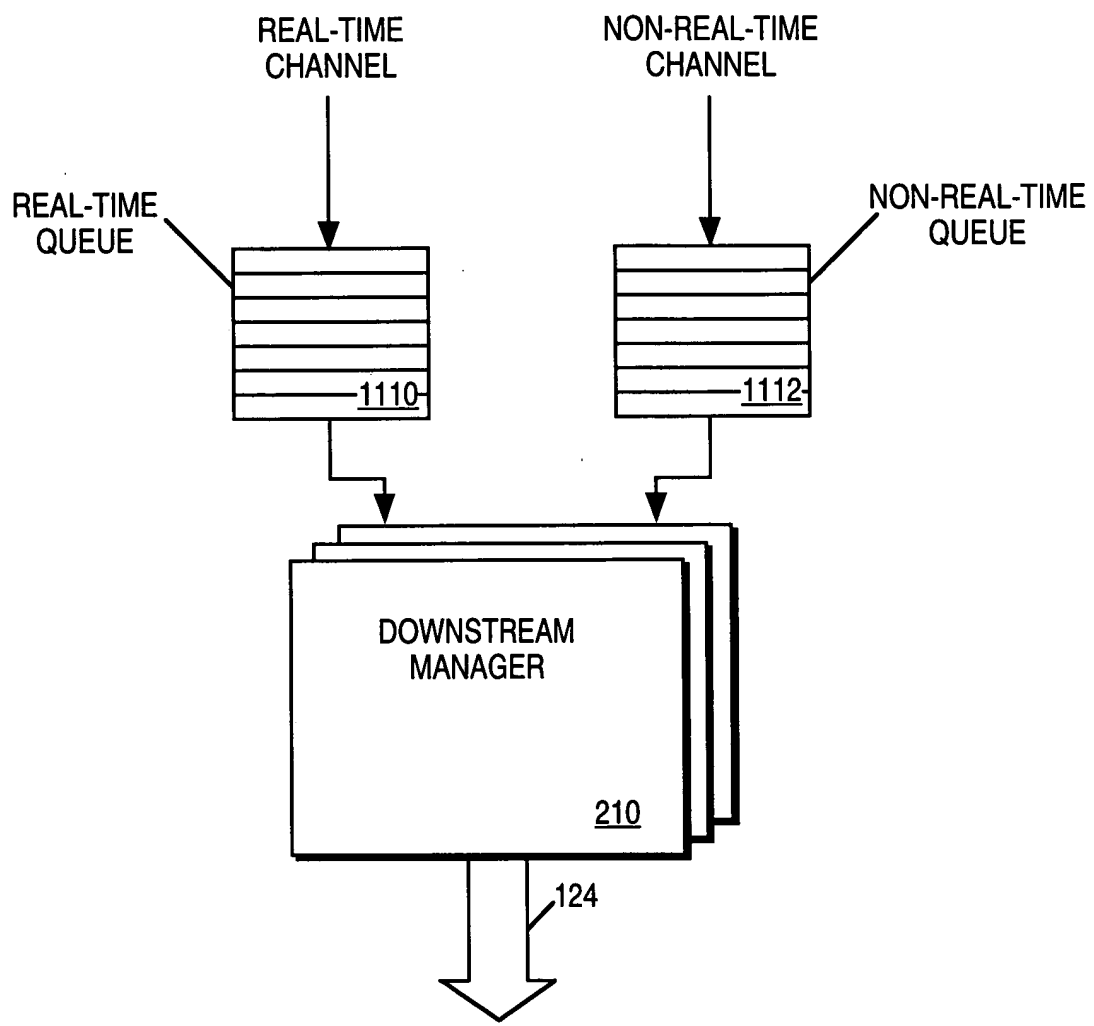 REAL-TIME
CHANNEL
NON-REAL-TIME
CHANNEL
REAL-TIME
QUEUE
NON-REAL-TIME
QUEUE
1110
1112
DOWNSTREAM
MANAGER
210
124